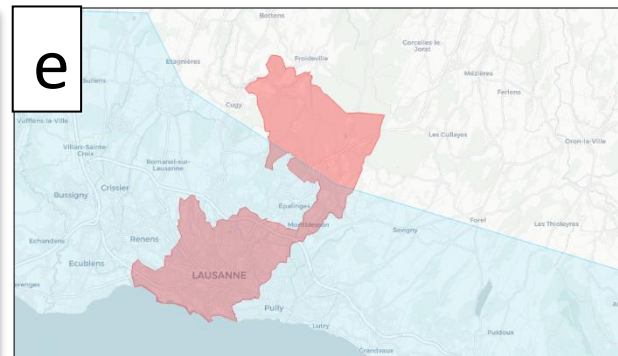 e
Bottens
Etagnières
Froideville
Corcelles-le-
Jorat
Mézières
Sullens
Cugy
Ferlens
Vufflens-la-Ville
Les Cullayes
Oron-la-Ville
Villars-Sainte-
Croix
Romanel-sur-
Lausanne
Bussigny
Crissier
Epalinges
Echandens
Renens
Montblesson
Savigny
Forel
Les Thioleyres
Ecublens
LAUSANNE
Pully
Lutry
Puidoux
Grandvaux